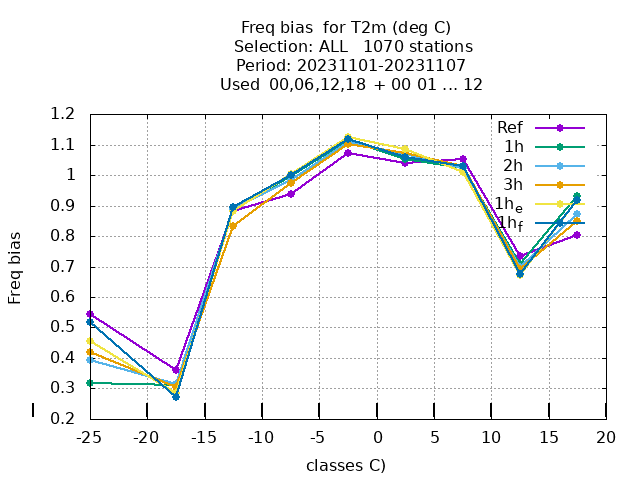 Freq bias  for T2m (deg C)
Selection: ALL   1070 stations
Period: 20231101-20231107
Used  00,06,12,18  + 00 01 ... 12
1.2
1.1
1
0.9
0.8
0.7
0.6
0.5
0.4
0.3
0.2
Freq bias
Ref
1h
2h
3h
1he
1hf
-25 -20 -15 -10 -5 0 5 10 15 20
classes C)